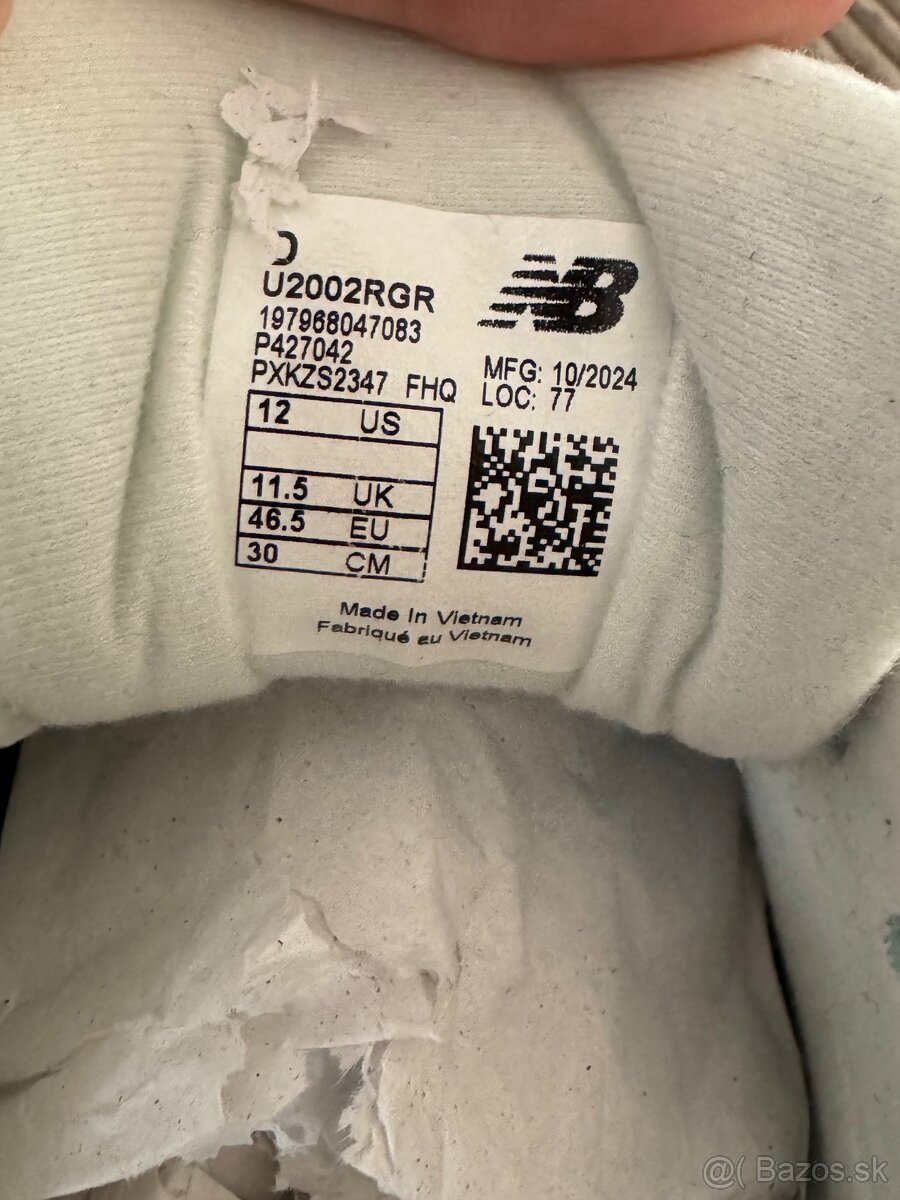 D
U2002RGR
197968047083
P427042
PXKZS2347 FHQ
NB
MFG: 10/2024
LOC: 77
12 US
11.5 UK
46.5 EU
30 CM
Made In Vietnam
Fabriqué au Vietnam
@( Bazos.sk